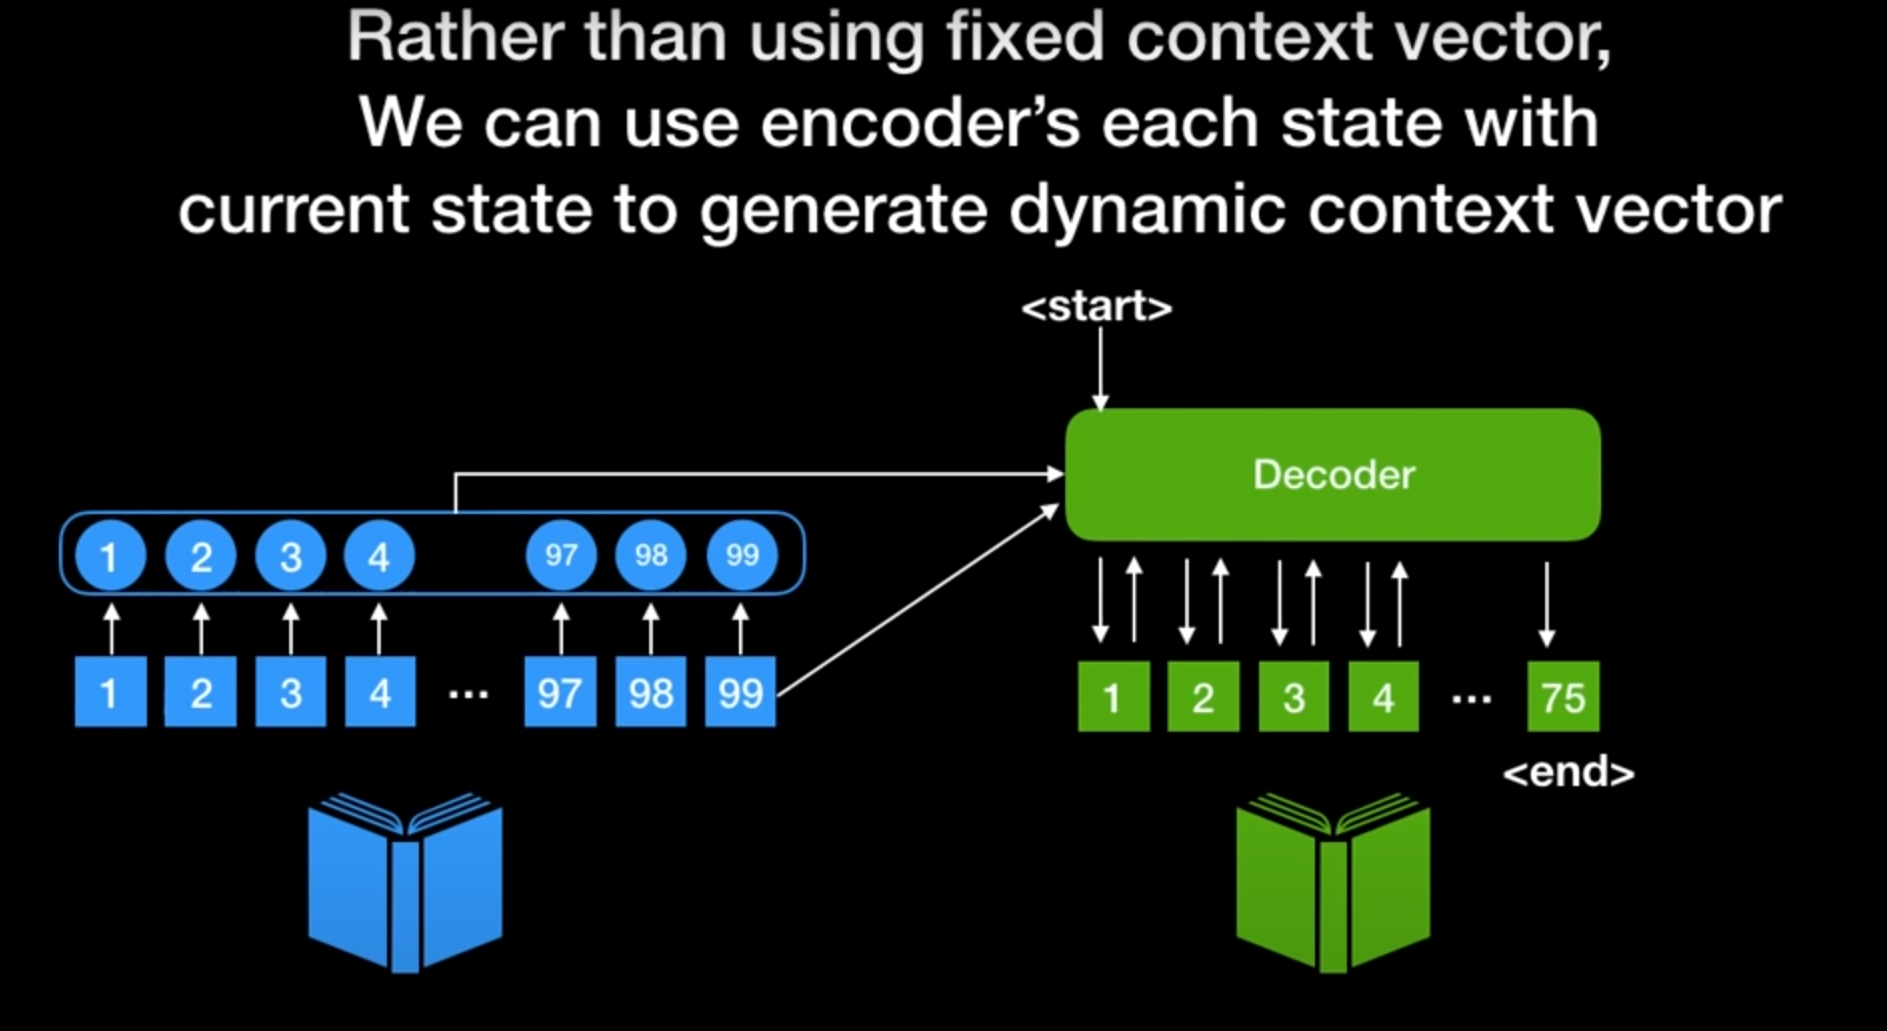 Rather than using fixed context vector,
We can use encoder's each state with
current state to generate dynamic context vector
<start>
Decoder
1 2 3 4 97 98 99
1 2 3 4 ... 97 98 99
1 2 3 4 ... 75
<end>